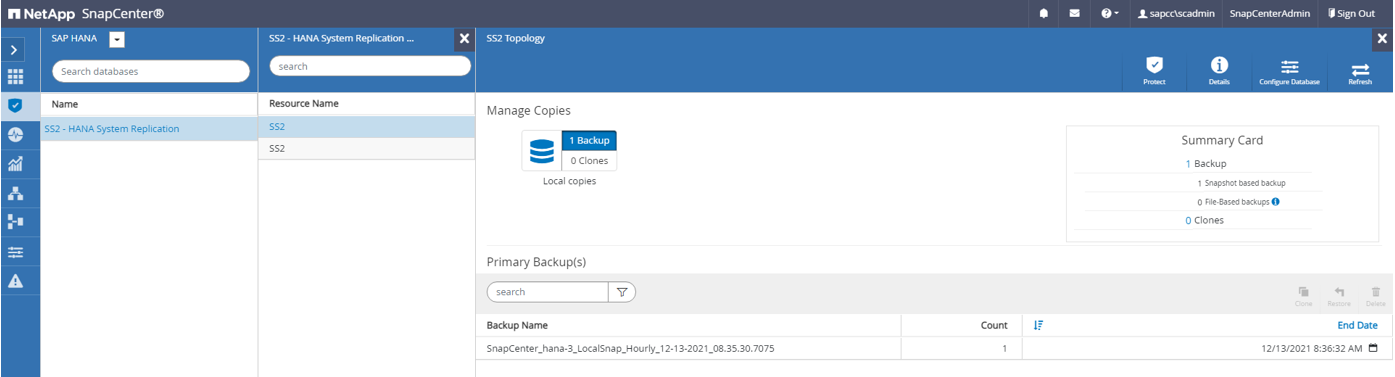 NetApp SnapCenter®
sapcc\scadmin SnapCenterAdmin Sign Out
SAP HANA
Search databases
Name
SS2 - HANA System Replication
SS2 - HANA System Replication ...
search
Resource Name
SS2
SS2
SS2 Topology
Protect Details Configure Database Refresh
Manage Copies
1 Backup
0 Clones
Local copies
Summary Card
1 Backup
1 Snapshot based backup
0 File-Based backups
0 Clones
Primary Backup(s)
search
Clone Restore Delete
Backup Name Count End Date
SnapCenter_hana-3_LocalSnap_Hourly_12-13-2021_08.35.30.7075 1 12/13/2021 8:36:32 AM